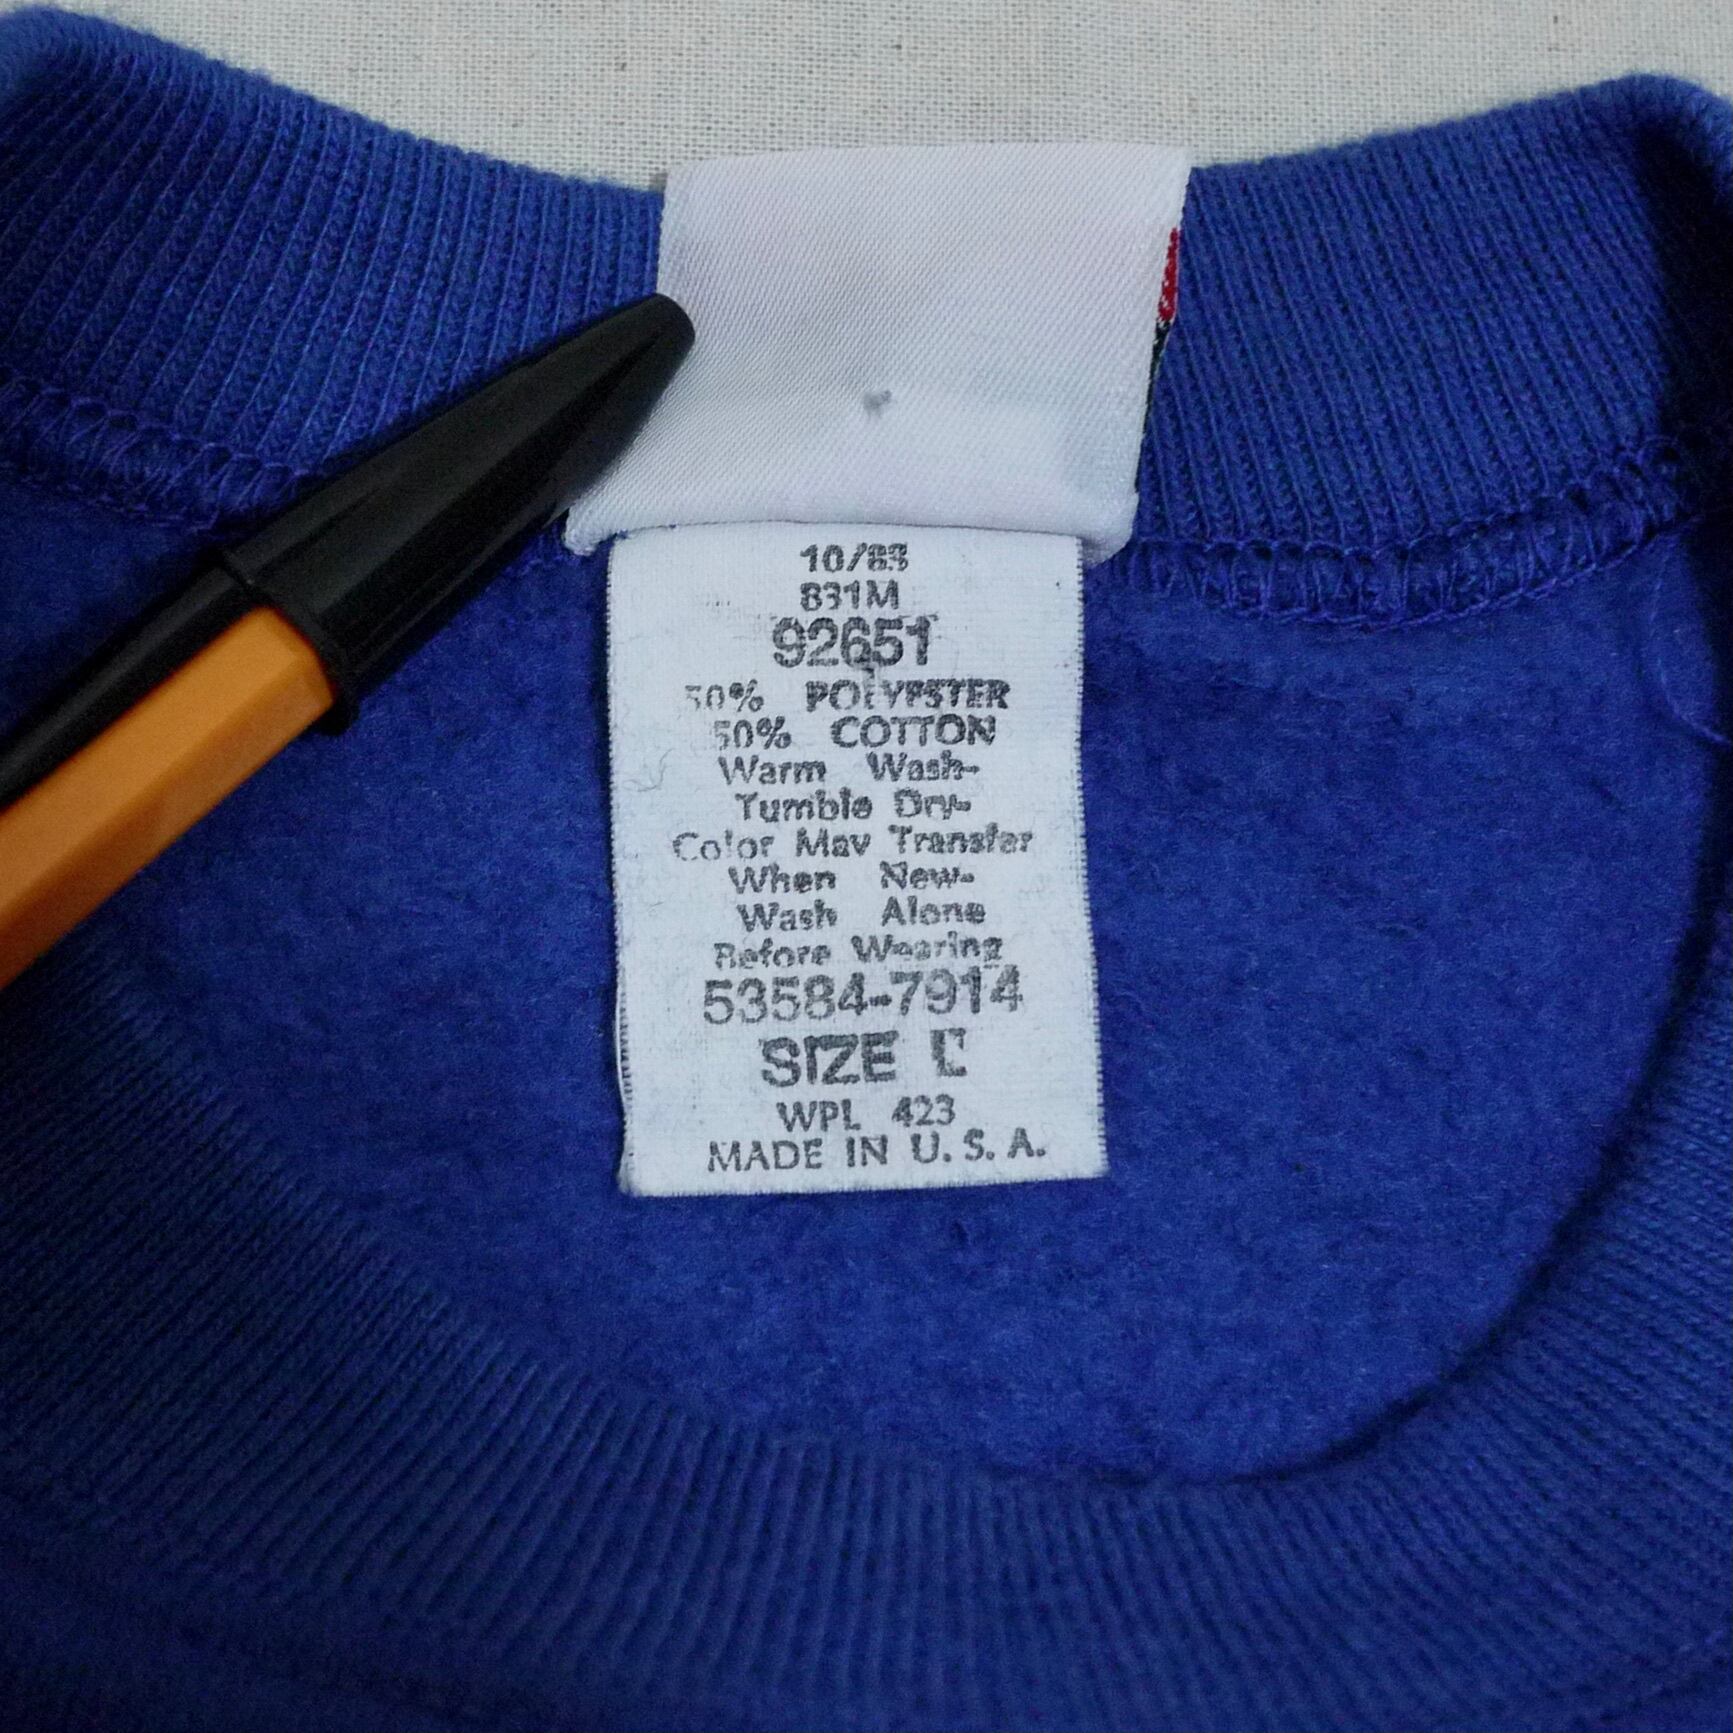 10/83
831M
92651
50% POLYESTER
50% COTTON
Warm Wash-
Tumble Dry-
Color May Transfer
When New-
Wash Alone
Before Wearing
53584-7914
SIZE L
WPL 423
MADE IN U.S.A.